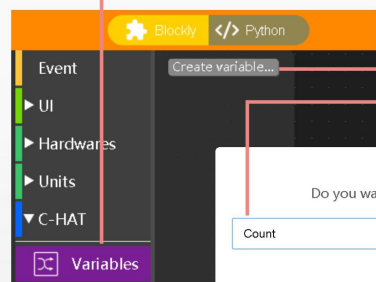 Blockly </> Python
Event
Create variable...
UI
Hardwares
Units
Do you wa
C-HAT
Count
Variables